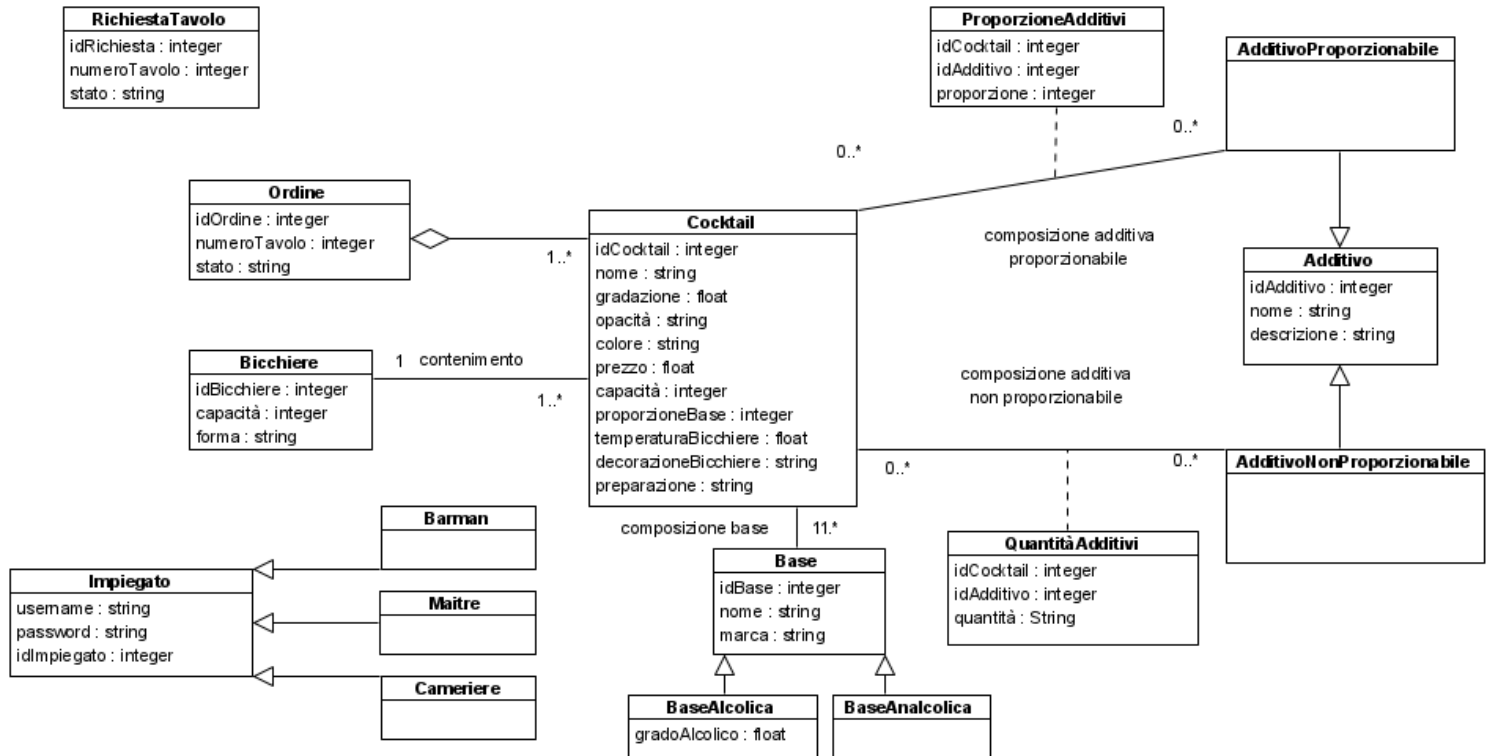 RichiestaTavolo
idRichiesta : integer
numeroTavolo : integer
stato : string
ProporzioneAdditivi
idCocktail : integer
idAdditivo : integer
proporzione : integer
AdditivoProporzionabile
0..*
0..*
Ordine
idOrdine : integer
numeroTavolo : integer
stato : string
1..*
Cocktail
idCocktail : integer
nome : string
gradazione : float
opacità : string
colore : string
prezzo : float
capacità : integer
proporzioneBase : integer
temperaturaBicchiere : float
decorazioneBicchiere : string
preparazione : string
composizione additiva
proporzionabile
Additivo
idAdditivo : integer
nome : string
descrizione : string
Bicchiere
idBicchiere : integer
capacità : integer
forma : string
1
contenimento
1..*
composizione additiva
non proporzionabile
0..*
0..*
AdditivoNonProporzionabile
composizione base
11.*
QuantitàAdditivi
idCocktail : integer
idAdditivo : integer
quantità : String
Base
idBase : integer
nome : string
marca : string
BaseAlcolica
gradoAlcolico : float
BaseAnalcolica
Impiegato
username : string
password : string
idImpiegato : integer
Barman
Maitre
Cameriere